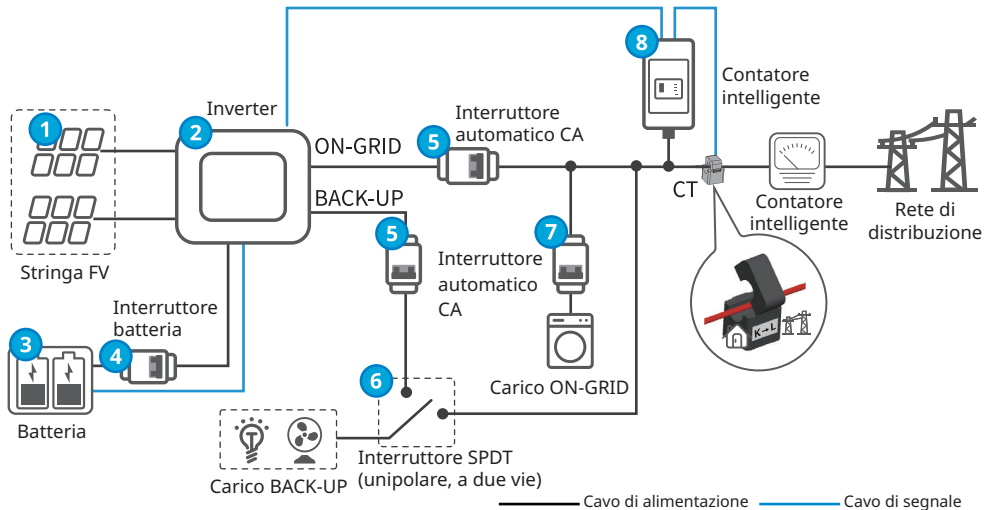 8
Contatore
intelligente
1
2
Inverter
ON-GRID
BACK-UP
5
Interruttore
automatico CA
CT
Contatore
intelligente
Rete di
distribuzione
Stringa FV
5
Interruttore
automatico
CA
7
Interruttore
batteria
3
4
K→L
Batteria
6
Carico ON-GRID
Carico BACK-UP
Interruttore SPDT
(unipolare, a due vie)
Cavo di alimentazione
Cavo di segnale